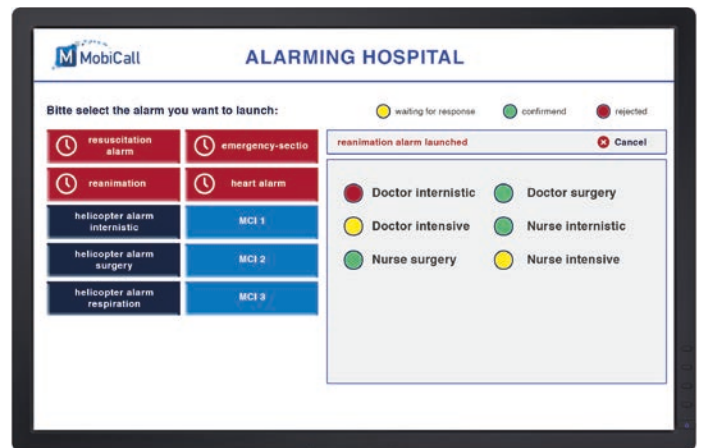 M MobiCall
ALARMING HOSPITAL
Bitte select the alarm you want to launch:
waiting for response
confirmend
rejected
resuscitation
alarm
emergency-sectio
reanimation
heart alarm
helicopter alarm
internistic
MCI 1
helicopter alarm
surgery
MCI 2
helicopter alarm
respiration
MCI 3
reanimation alarm launched
Cancel
Doctor internistic
Doctor surgery
Doctor intensive
Nurse internistic
Nurse surgery
Nurse intensive